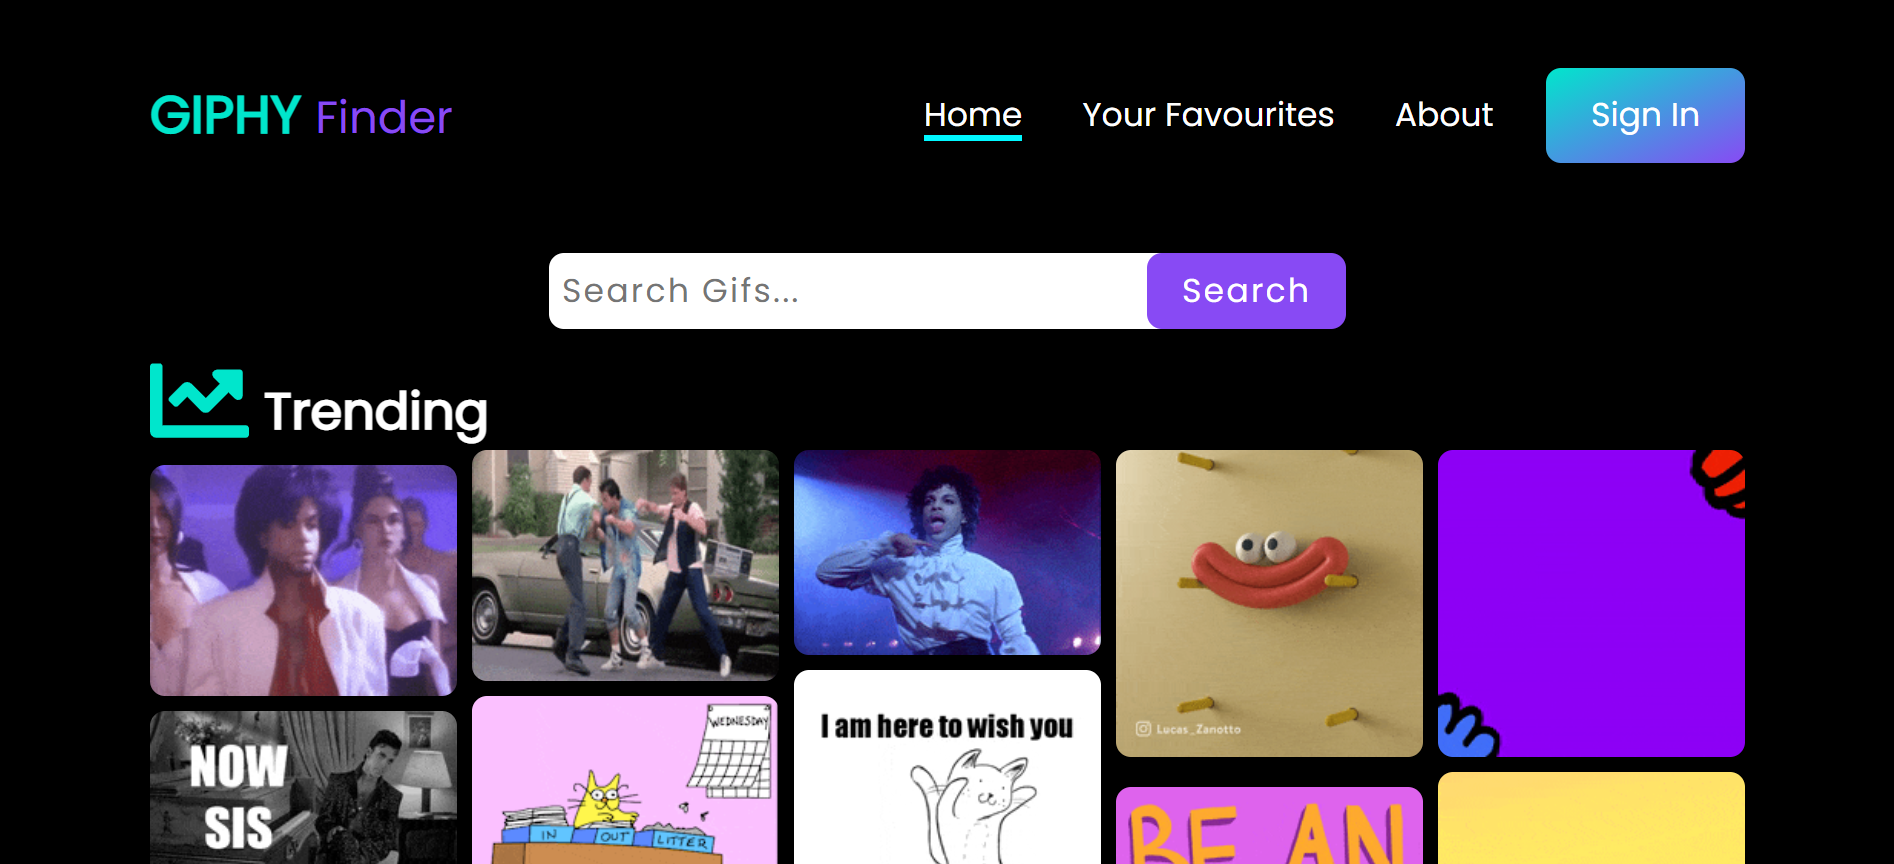 GIPHY Finder
Home
Your Favourites
About
Sign In
Search Gifs...
Search
Trending
NOW
SIS
WEDNESDAY
IN
OUT
LITTER
I am here to wish you
Lucas_Zanotto
BE AN